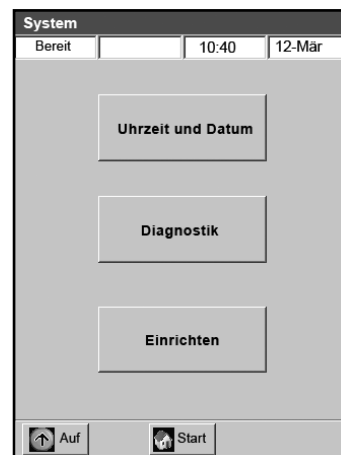 System
Bereit 10:40 12-Mär
Uhrzeit und Datum
Diagnostik
Einrichten
Auf Start